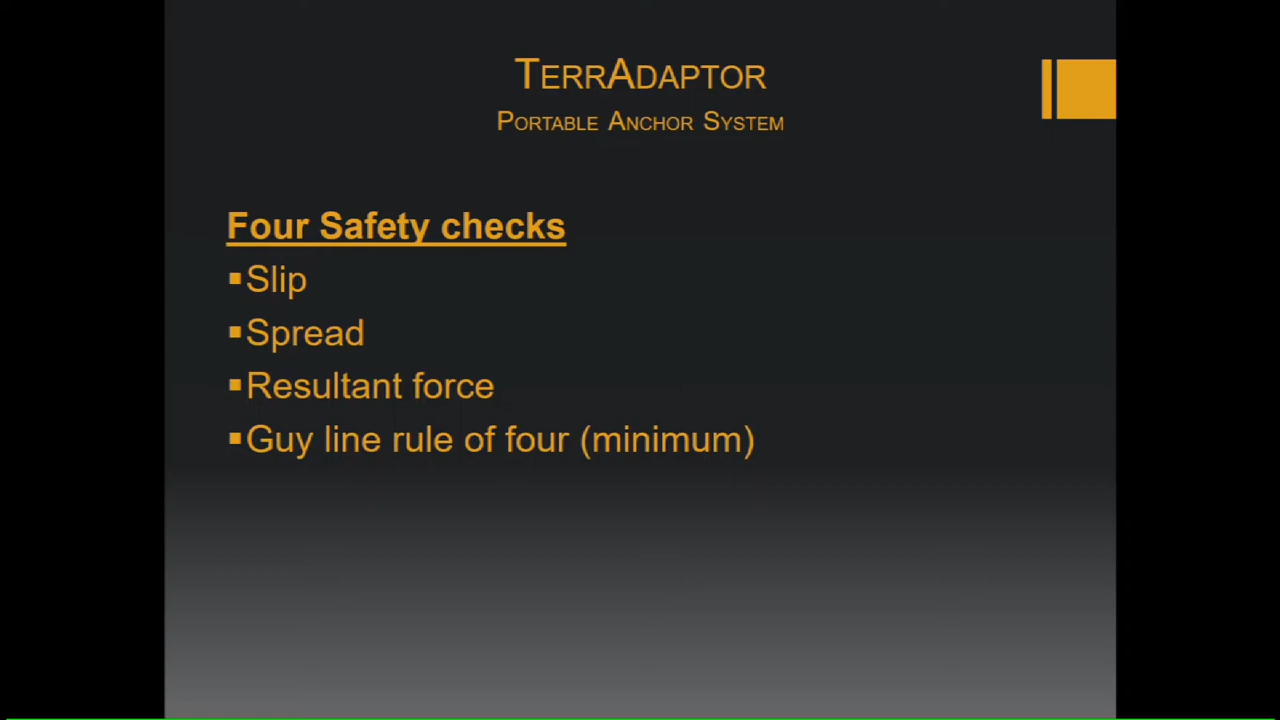 TerrAdaptor
Portable Anchor System
Four Safety checks
▪Slip
▪Spread
▪Resultant force
▪Guy line rule of four (minimum)